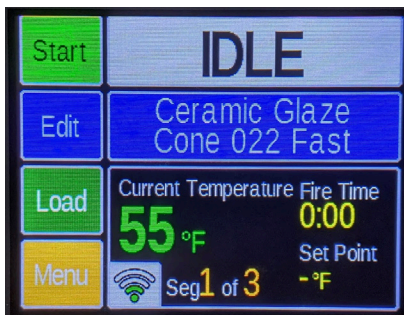 Start
IDLE
Edit
Ceramic Glaze
Cone 022 Fast
Load
Current Temperature
55 °F
Fire Time
0:00
Set Point
- °F
Menu
Seg 1 of 3